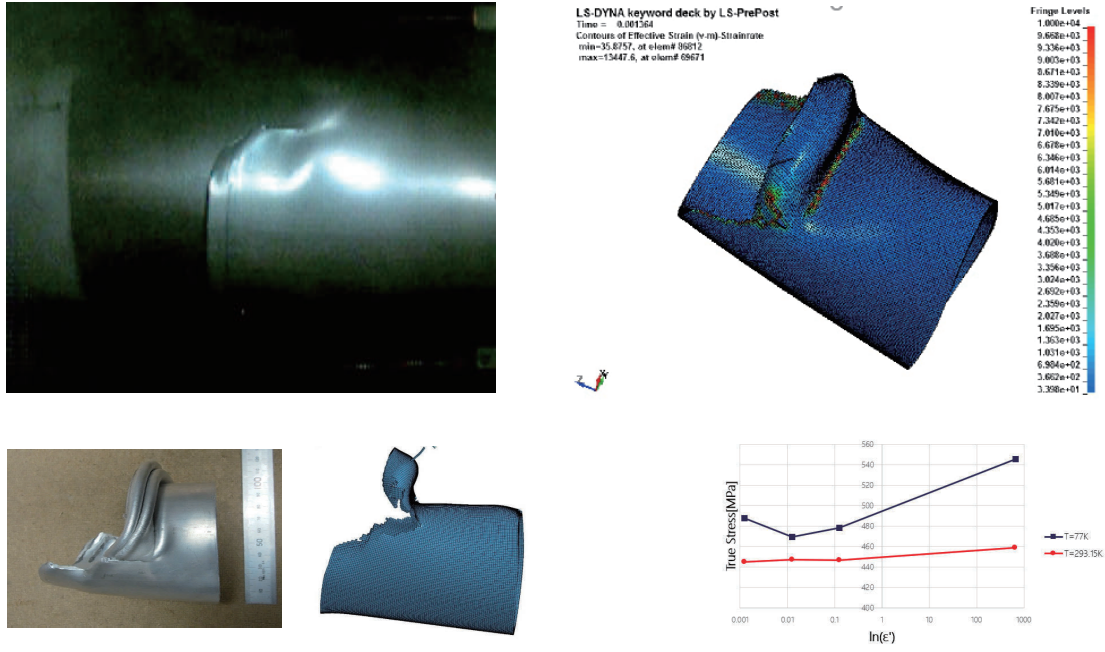 LS-DYNA keyword deck by LS-PrePost
Time = 0.001364
Contours of Effective Strain (v-m)-Strainrate
min=35.8757, at elem# 86812
max=13447.6, at elem# 69671
Fringe Levels
1.000e+04
9.668e+03
9.336e+03
9.003e+03
8.671e+03
8.339e+03
8.007e+03
7.675e+03
7.342e+03
7.010e+03
6.678e+03
6.346e+03
6.014e+03
5.681e+03
5.349e+03
5.017e+03
4.685e+03
4.353e+03
4.020e+03
3.688e+03
3.356e+03
3.024e+03
2.692e+03
2.359e+03
2.027e+03
1.695e+03
1.363e+03
1.031e+03
6.984e+02
3.662e+02
3.398e+01
Z
100
50
True Stress[MPa]
560
540
520
500
480
460
440
420
400
0.001
0.01
0.1
1
10
100
1000
ln(ε')
T=77K
T=293.15K